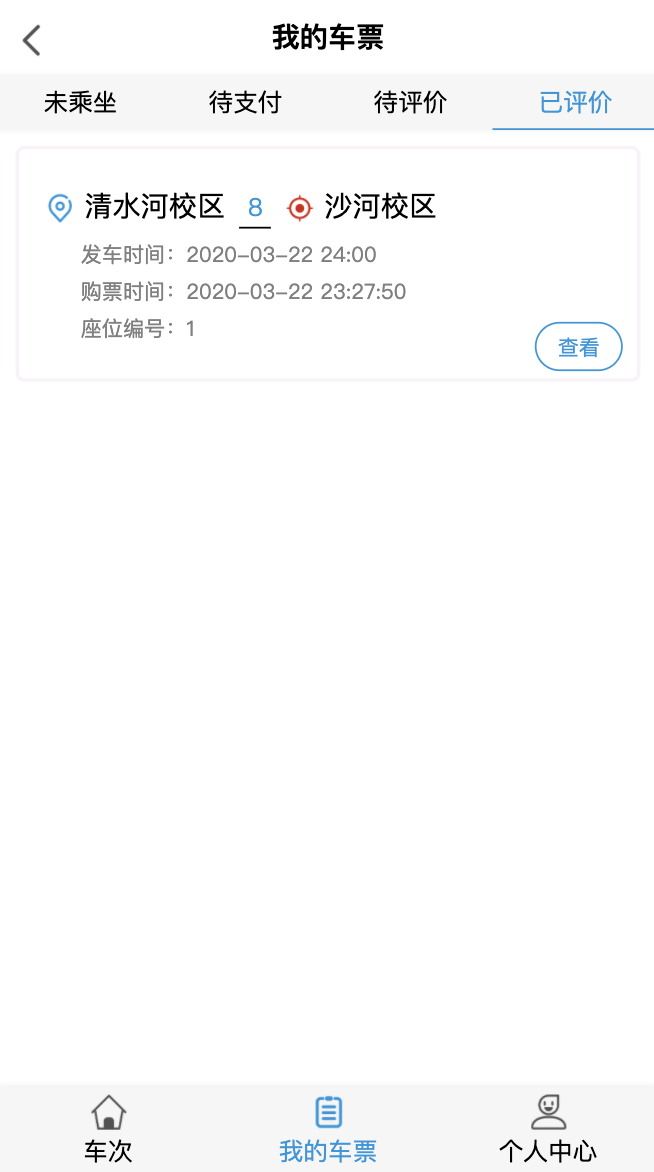 我的车票
未乘坐 待支付 待评价 已评价
清水河校区 8 沙河校区
发车时间：2020-03-22 24:00
购票时间：2020-03-22 23:27:50
座位编号：1
查看
车次 我的车票 个人中心